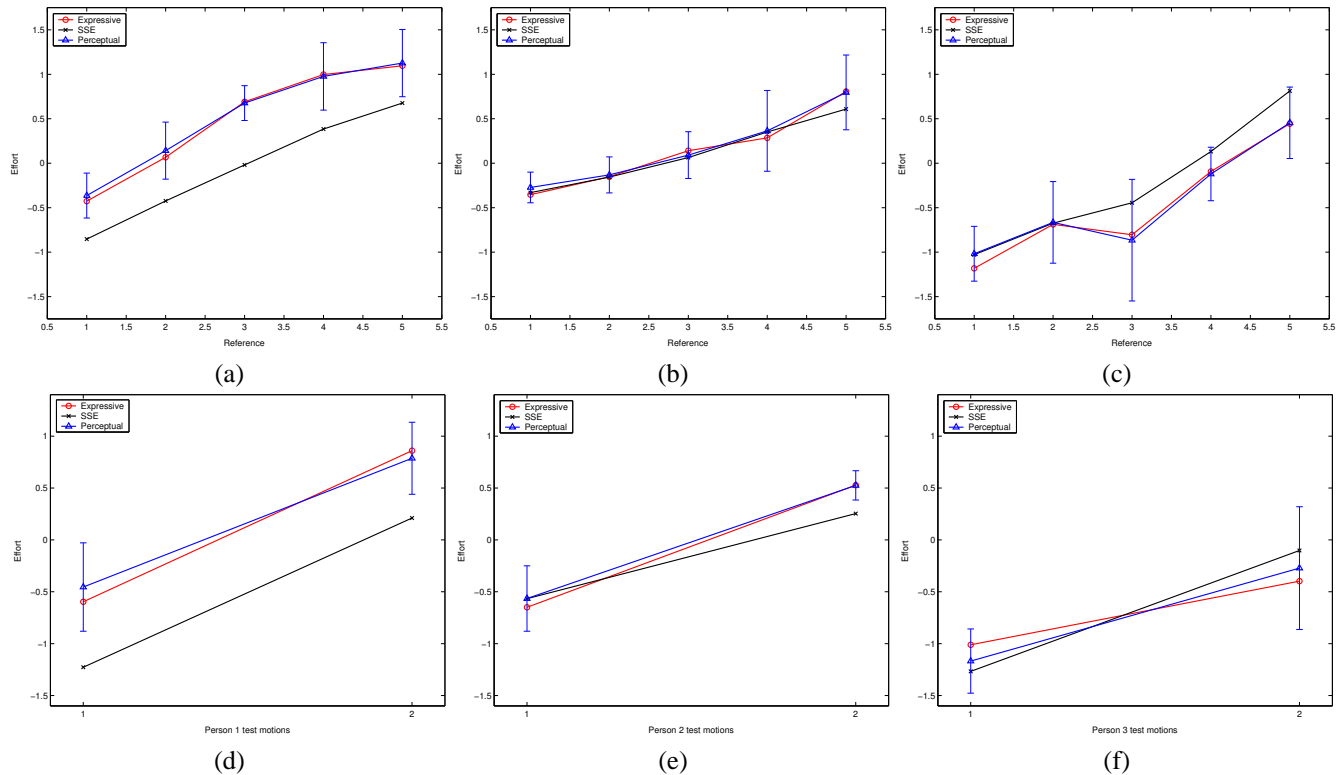 Expressive
SSE
Perceptual
1.5
1
0.5
0
−0.5
−1
−1.5
Effort
0.5 1 1.5 2 2.5 3 3.5 4 4.5 5 5.5
Reference
(a)
Expressive
SSE
Perceptual
1.5
1
0.5
0
−0.5
−1
−1.5
Effort
0.5 1 1.5 2 2.5 3 3.5 4 4.5 5 5.5
Reference
(b)
Expressive
SSE
Perceptual
1.5
1
0.5
0
−0.5
−1
−1.5
Effort
0.5 1 1.5 2 2.5 3 3.5 4 4.5 5 5.5
Reference
(c)
Expressive
SSE
Perceptual
1
0.5
0
−0.5
−1
−1.5
Effort
1 2
Person 1 test motions
(d)
Expressive
SSE
Perceptual
1
0.5
0
−0.5
−1
−1.5
Effort
1 2
Person 2 test motions
(e)
Expressive
SSE
Perceptual
1
0.5
0
−0.5
−1
−1.5
Effort
1 2
Person 3 test motions
(f)